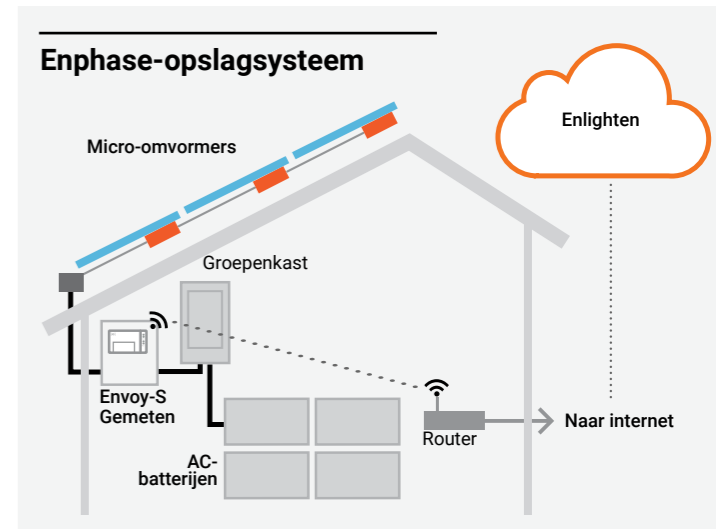 Enphase-opslagsysteem
Enlighten
Micro-omvormers
Groepenkast
Envoy-S
Gemeten
Naar internet
Router
AC-
batterijen